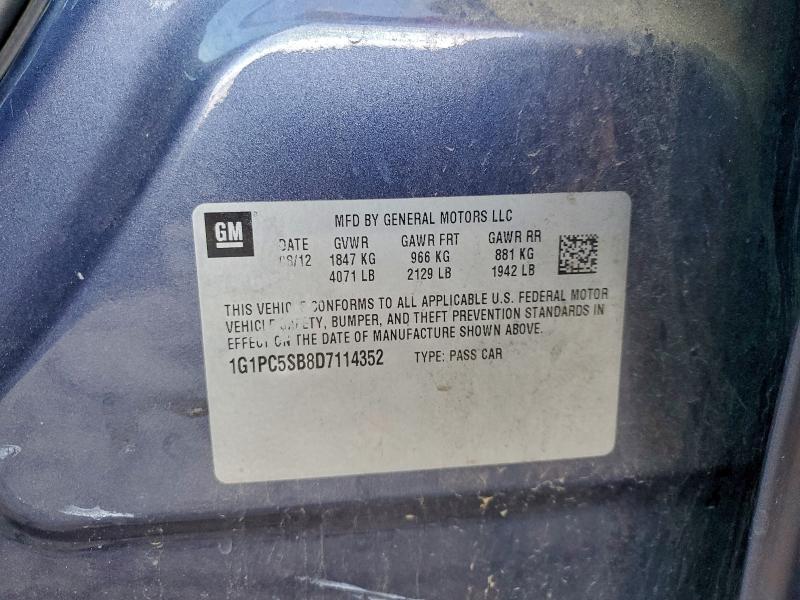 GM
MFD BY GENERAL MOTORS LLC
DATE GVWR GAWR FRT GAWR RR
08/12 1847 KG 966 KG 881 KG
4071 LB 2129 LB 1942 LB
THIS VEHICLE CONFORMS TO ALL APPLICABLE U.S. FEDERAL MOTOR
VEHICLE SAFETY, BUMPER, AND THEFT PREVENTION STANDARDS IN
EFFECT ON THE DATE OF MANUFACTURE SHOWN ABOVE.
1G1PC5SB8D7114352 TYPE: PASS CAR